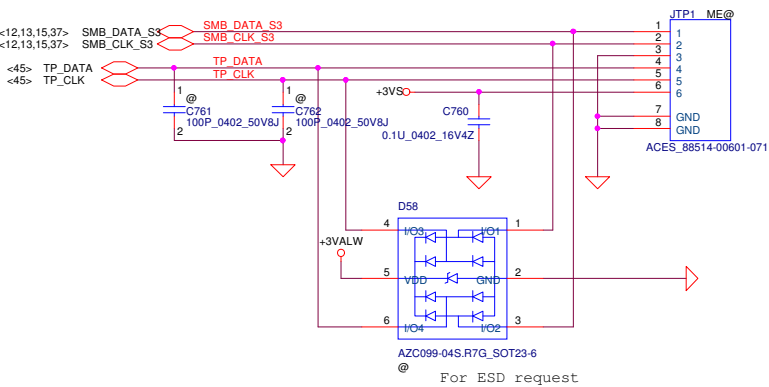 <12,13,15,37> SMB_DATA_S3 SMB_DATA_S3
<12,13,15,37> SMB_CLK_S3 SMB_CLK_S3
<45> TP_DATA TP_DATA
<45> TP_CLK TP_CLK
JTP1 ME@
1 1
2 2
3 3
4 4
5 5
6 6
7 GND
8 GND
ACES_88514-00601-071
+3VS
1 @
C761
100P_0402_50V8J
2
1 @
C762
100P_0402_50V8J
2
C760
0.1U_0402_16V4Z
D58
+3VALW
4 I/O3 I/O1 1
5 VDD GND 2
6 I/O4 I/O2 3
AZC099-04S.R7G_SOT23-6
@
For ESD request